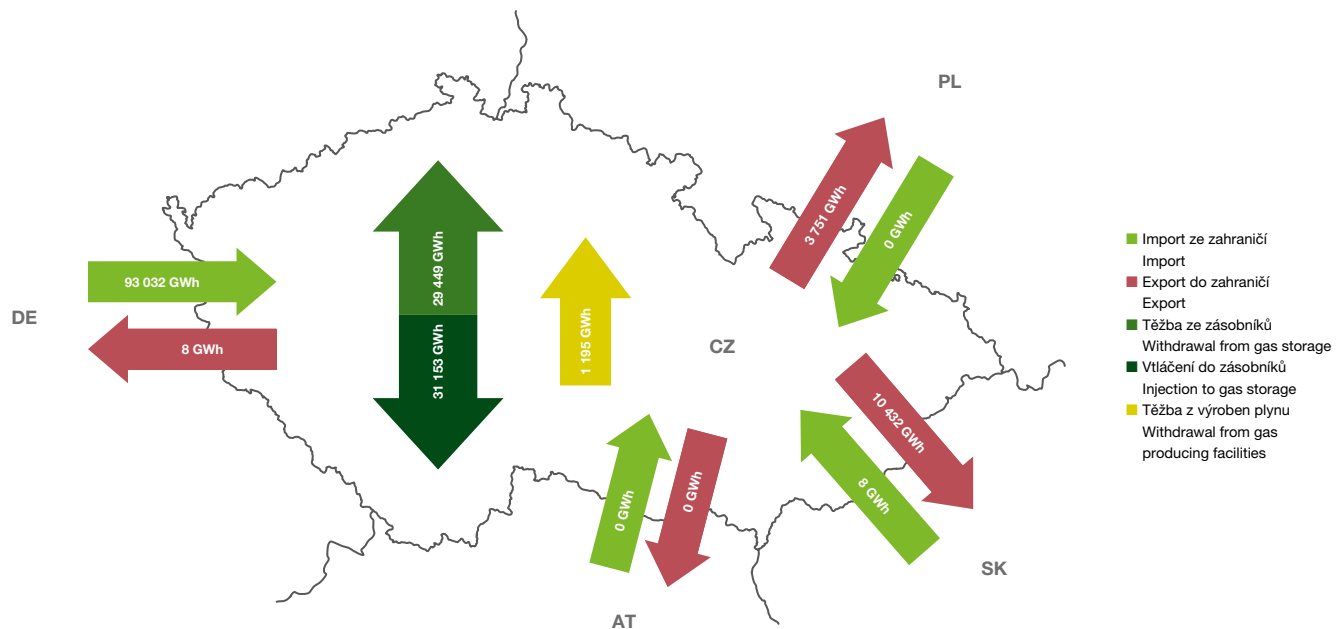 PL
3 751 GWh
0 GWh
DE
93 032 GWh
8 GWh
29 449 GWh
31 153 GWh
1 195 GWh
CZ
10 432 GWh
8 GWh
SK
0 GWh
0 GWh
AT
Import ze zahraničí
Import
Export do zahraničí
Export
Těžba ze zásobníků
Withdrawal from gas storage
Vtláčení do zásobníků
Injection to gas storage
Těžba z výroben plynu
Withdrawal from gas
producing facilities